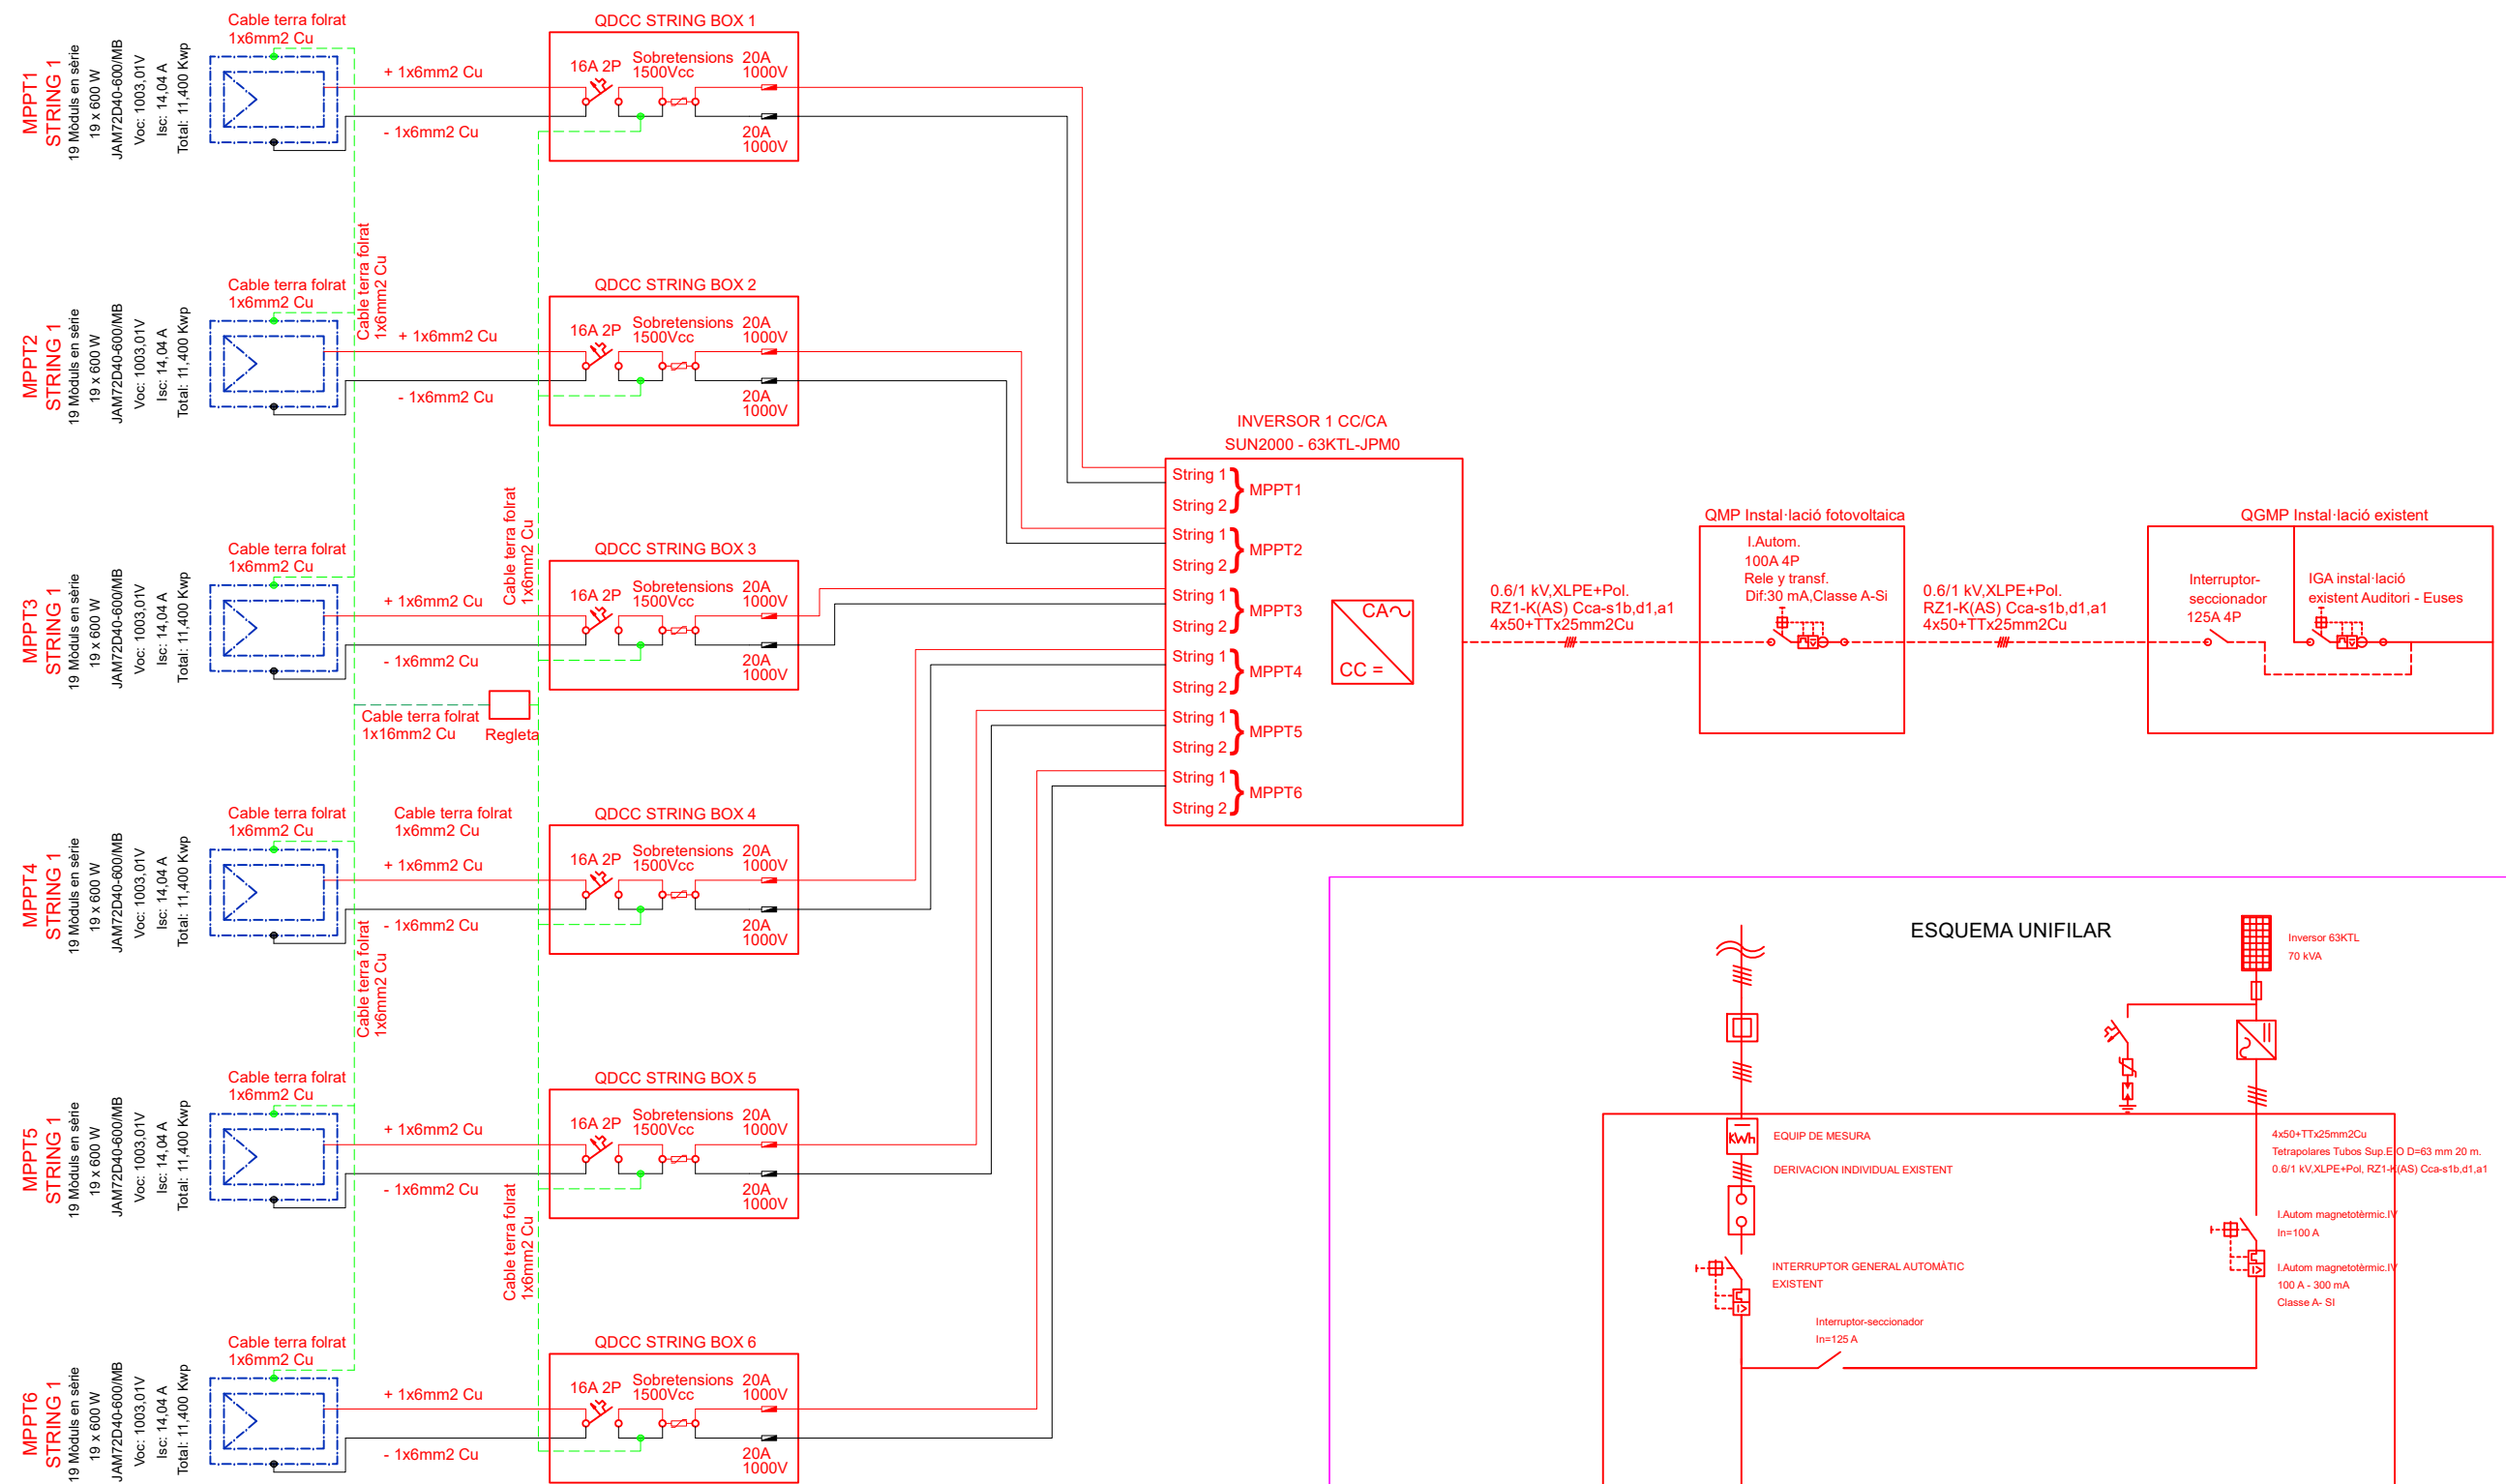 MPPT1
STRING 1
19 Mòduls en sèrie
19 x 600 W
JAM72D40-600/MB
Voc: 1003,01V
Isc: 14,04 A
Total: 11,400 Kwp
Cable terra folrat
1x6mm2 Cu
+ 1x6mm2 Cu
- 1x6mm2 Cu
QDCC STRING BOX 1
16A 2P
Sobretensions
1500Vcc
20A
1000V
20A
1000V
Cable terra folrat
1x6mm2 Cu
MPPT2
STRING 1
19 Mòduls en sèrie
19 x 600 W
JAM72D40-600/MB
Voc: 1003,01V
Isc: 14,04 A
Total: 11,400 Kwp
Cable terra folrat
1x6mm2 Cu
+ 1x6mm2 Cu
- 1x6mm2 Cu
QDCC STRING BOX 2
16A 2P
Sobretensions
1500Vcc
20A
1000V
20A
1000V
Cable terra folrat
1x6mm2 Cu
MPPT3
STRING 1
19 Mòduls en sèrie
19 x 600 W
JAM72D40-600/MB
Voc: 1003,01V
Isc: 14,04 A
Total: 11,400 Kwp
Cable terra folrat
1x6mm2 Cu
+ 1x6mm2 Cu
- 1x6mm2 Cu
QDCC STRING BOX 3
16A 2P
Sobretensions
1500Vcc
20A
1000V
20A
1000V
Cable terra folrat
1x16mm2 Cu
Regleta
MPPT4
STRING 1
19 Mòduls en sèrie
19 x 600 W
JAM72D40-600/MB
Voc: 1003,01V
Isc: 14,04 A
Total: 11,400 Kwp
Cable terra folrat
1x6mm2 Cu
Cable terra folrat
1x6mm2 Cu
+ 1x6mm2 Cu
- 1x6mm2 Cu
QDCC STRING BOX 4
16A 2P
Sobretensions
1500Vcc
20A
1000V
20A
1000V
Cable terra folrat
1x6mm2 Cu
MPPT5
STRING 1
19 Mòduls en sèrie
19 x 600 W
JAM72D40-600/MB
Voc: 1003,01V
Isc: 14,04 A
Total: 11,400 Kwp
Cable terra folrat
1x6mm2 Cu
+ 1x6mm2 Cu
- 1x6mm2 Cu
QDCC STRING BOX 5
16A 2P
Sobretensions
1500Vcc
20A
1000V
20A
1000V
Cable terra folrat
1x6mm2 Cu
MPPT6
STRING 1
19 Mòduls en sèrie
19 x 600 W
JAM72D40-600/MB
Voc: 1003,01V
Isc: 14,04 A
Total: 11,400 Kwp
Cable terra folrat
1x6mm2 Cu
+ 1x6mm2 Cu
- 1x6mm2 Cu
QDCC STRING BOX 6
16A 2P
Sobretensions
1500Vcc
20A
1000V
20A
1000V
INVERSOR 1 CC/CA
SUN2000 - 63KTL-JPM0
String 1
String 2
MPPT1
String 1
String 2
MPPT2
String 1
String 2
MPPT3
String 1
String 2
MPPT4
String 1
String 2
MPPT5
String 1
String 2
MPPT6
CA
CC =
0.6/1 kV,XLPE+Pol.
RZ1-K(AS) Cca-s1b,d1,a1
4x50+TTx25mm2Cu
QMP Instal·lació fotovoltaica
I.Autom.
100A 4P
Rele y transf.
Dif:30 mA,Classe A-Si
0.6/1 kV,XLPE+Pol.
RZ1-K(AS) Cca-s1b,d1,a1
4x50+TTx25mm2Cu
QGMP Instal·lació existent
Interruptor-
seccionador
125A 4P
IGA instal·lació
existent Auditori - Euses
ESQUEMA UNIFILAR
Inversor 63KTL
70 kVA
KWh
EQUIP DE MESURA
DERIVACION INDIVIDUAL EXISTENT
INTERRUPTOR GENERAL AUTOMÀTIC
EXISTENT
Interruptor-seccionador
In=125 A
4x50+TTx25mm2Cu
Tetrapolares Tubos Sup.E.O D=63 mm 20 m.
0.6/1 kV,XLPE+Pol, RZ1-K(AS) Cca-s1b,d1,a1
I.Autom magnetotèrmic.IV
In=100 A
I.Autom magnetotèrmic.IV
100 A - 300 mA
Classe A- SI